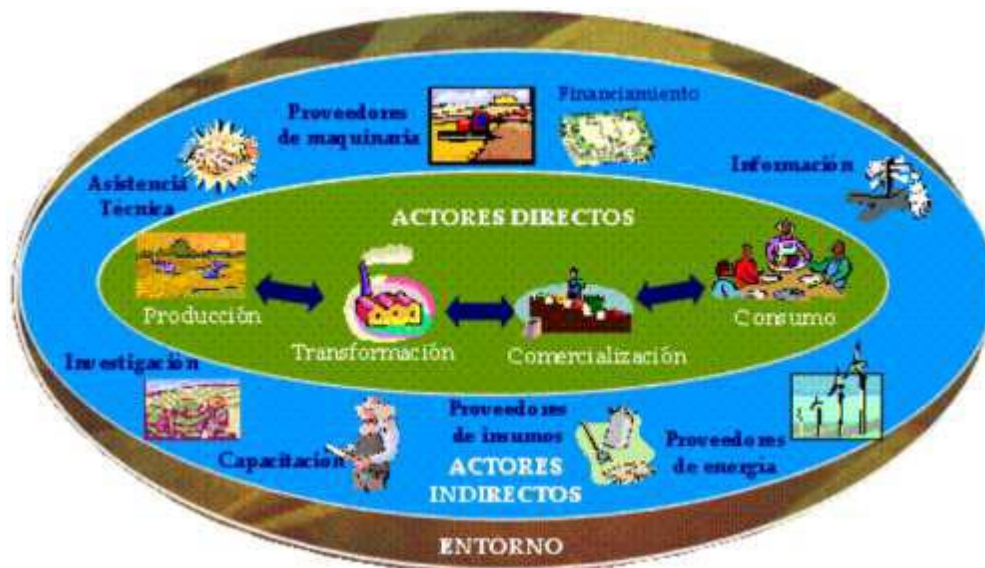 Proveedores
de maquinaria
Financiamiento
Información
Asistencia
Técnica
ACTORES DIRECTOS
Producción
Transformación
Comercialización
Consumo
Investigación
Capacitación
Proveedores
de insumos
Proveedores
de energía
ACTORES
INDIRECTOS
ENTORNO